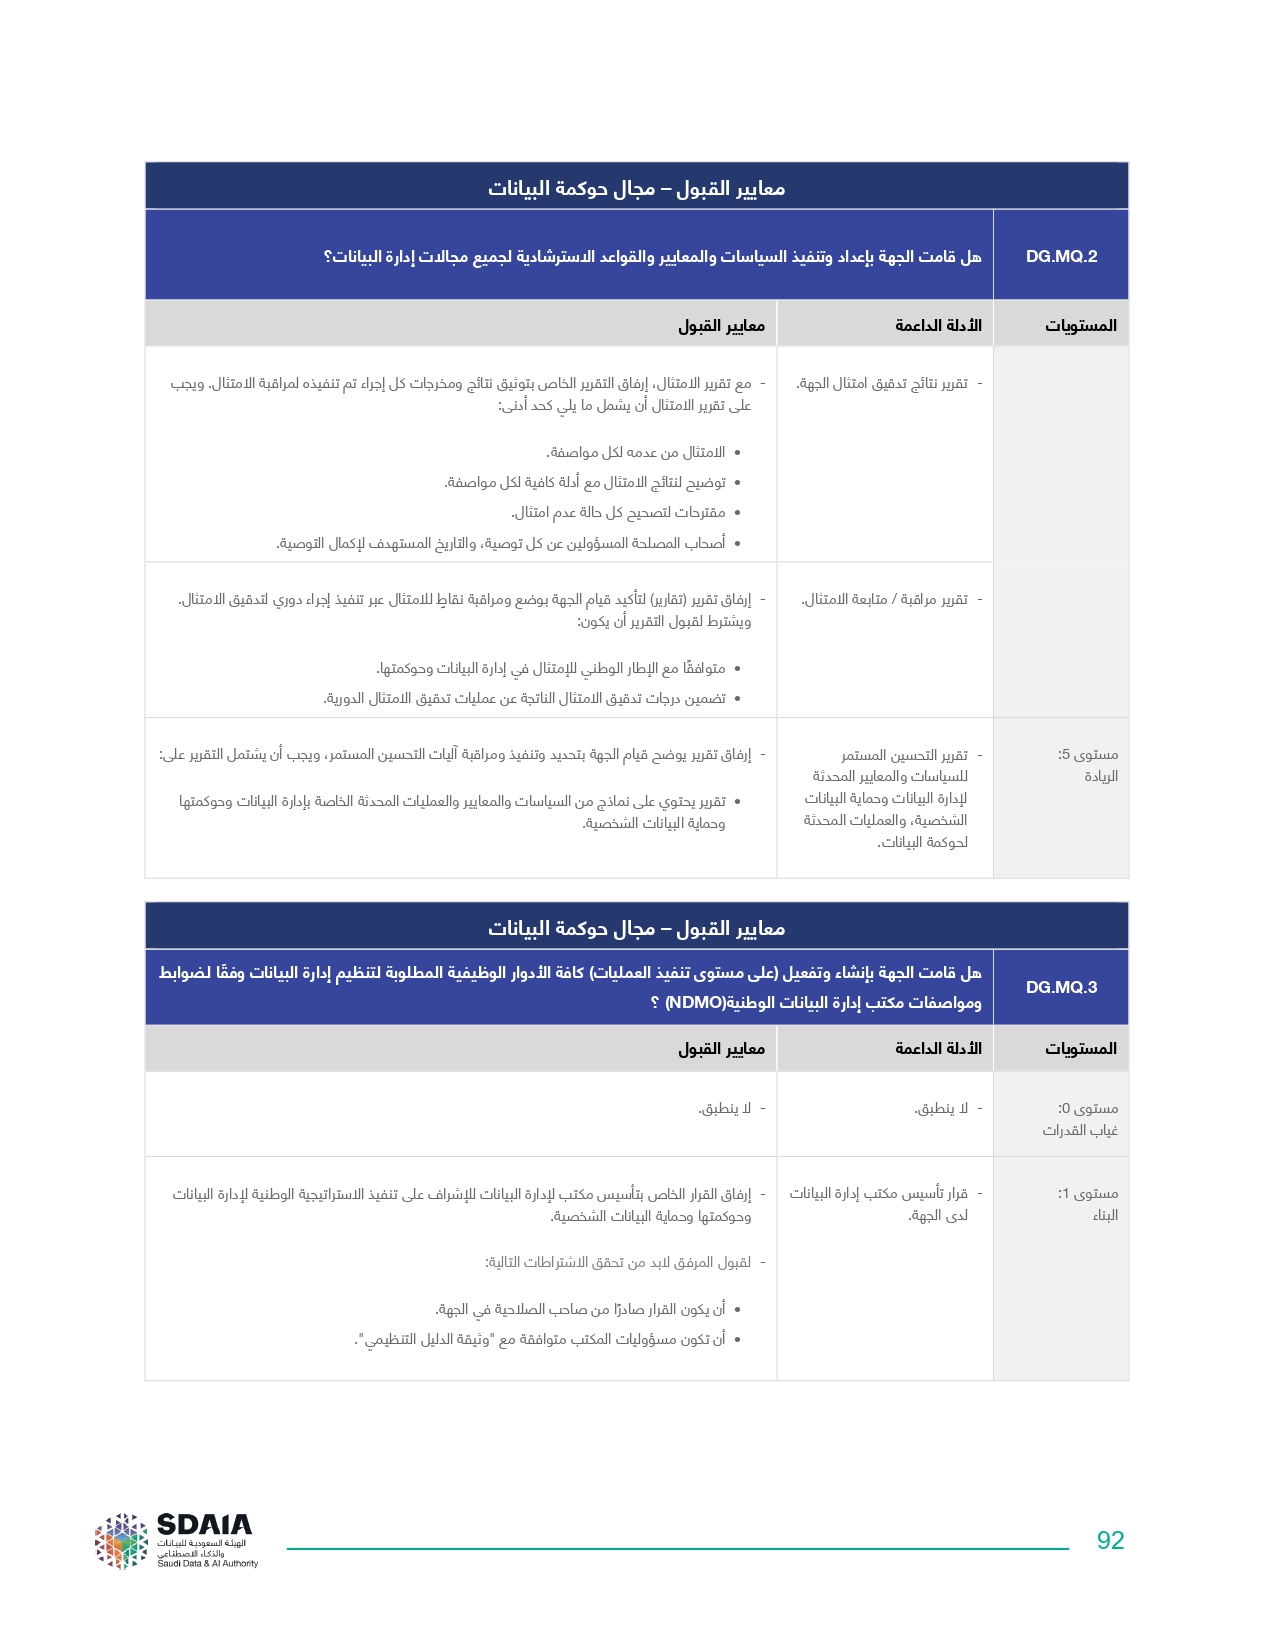 معايير القبول – مجال حوكمة البيانات
DG.MQ.2
هل قامت الجهة بإعداد وتنفيذ السياسات والمعايير والقواعد الاسترشادية لجميع مجالات إدارة البيانات؟
المستويات
الأدلة الداعمة
معايير القبول
- تقرير نتائج تدقيق امتثال الجهة.
- مع تقرير الامتثال، إرفاق التقرير الخاص بتوثيق نتائج ومخرجات كل إجراء تم تنفيذه لمراقبة الامتثال. ويجب
على تقرير الامتثال أن يشمل ما يلي كحد أدنى:
• الامتثال من عدمه لكل مواصفة.
• توضيح لنتائج الامتثال مع أدلة كافية لكل مواصفة.
• مقترحات لتصحيح كل حالة عدم امتثال.
• أصحاب المصلحة المسؤولين عن كل توصية، والتاريخ المستهدف لإكمال التوصية.
- تقرير مراقبة / متابعة الامتثال.
- إرفاق تقرير (تقارير) لتأكيد قيام الجهة بوضع ومراقبة نقاطٍ للامتثال عبر تنفيذ إجراء دوري لتدقيق الامتثال.
ويشترط لقبول التقرير أن يكون:
• متوافقًا مع الإطار الوطني للإمتثال في إدارة البيانات وحوكمتها.
• تضمين درجات تدقيق الامتثال الناتجة عن عمليات تدقيق الامتثال الدورية.
مستوى 5:
الريادة
- تقرير التحسين المستمر
للسياسات والمعايير المحدثة
لإدارة البيانات وحماية البيانات
الشخصية، والعمليات المحدثة
لحوكمة البيانات.
- إرفاق تقرير يوضح قيام الجهة بتحديد وتنفيذ ومراقبة آليات التحسين المستمر، ويجب أن يشتمل التقرير على:
• تقرير يحتوي على نماذج من السياسات والمعايير والعمليات المحدثة الخاصة بإدارة البيانات وحوكمتها
وحماية البيانات الشخصية.
معايير القبول – مجال حوكمة البيانات
DG.MQ.3
هل قامت الجهة بإنشاء وتفعيل (على مستوى تنفيذ العمليات) كافة الأدوار الوظيفية المطلوبة لتنظيم إدارة البيانات وفقًا لضوابط
ومواصفات مكتب إدارة البيانات الوطنية(NDMO) ؟
المستويات
الأدلة الداعمة
معايير القبول
مستوى 0:
غياب القدرات
- لا ينطبق.
- لا ينطبق.
مستوى 1:
البناء
- قرار تأسيس مكتب إدارة البيانات
لدى الجهة.
- إرفاق القرار الخاص بتأسيس مكتب لإدارة البيانات للإشراف على تنفيذ الاستراتيجية الوطنية لإدارة البيانات
وحوكمتها وحماية البيانات الشخصية.
- لقبول المرفق لابد من تحقق الاشتراطات التالية:
• أن يكون القرار صادرًا من صاحب الصلاحية في الجهة.
• أن تكون مسؤوليات المكتب متوافقة مع "وثيقة الدليل التنظيمي".
SDAIA
الهيئة السعودية للبيانات
والذكاء الاصطناعي
Saudi Data & AI Authority
92